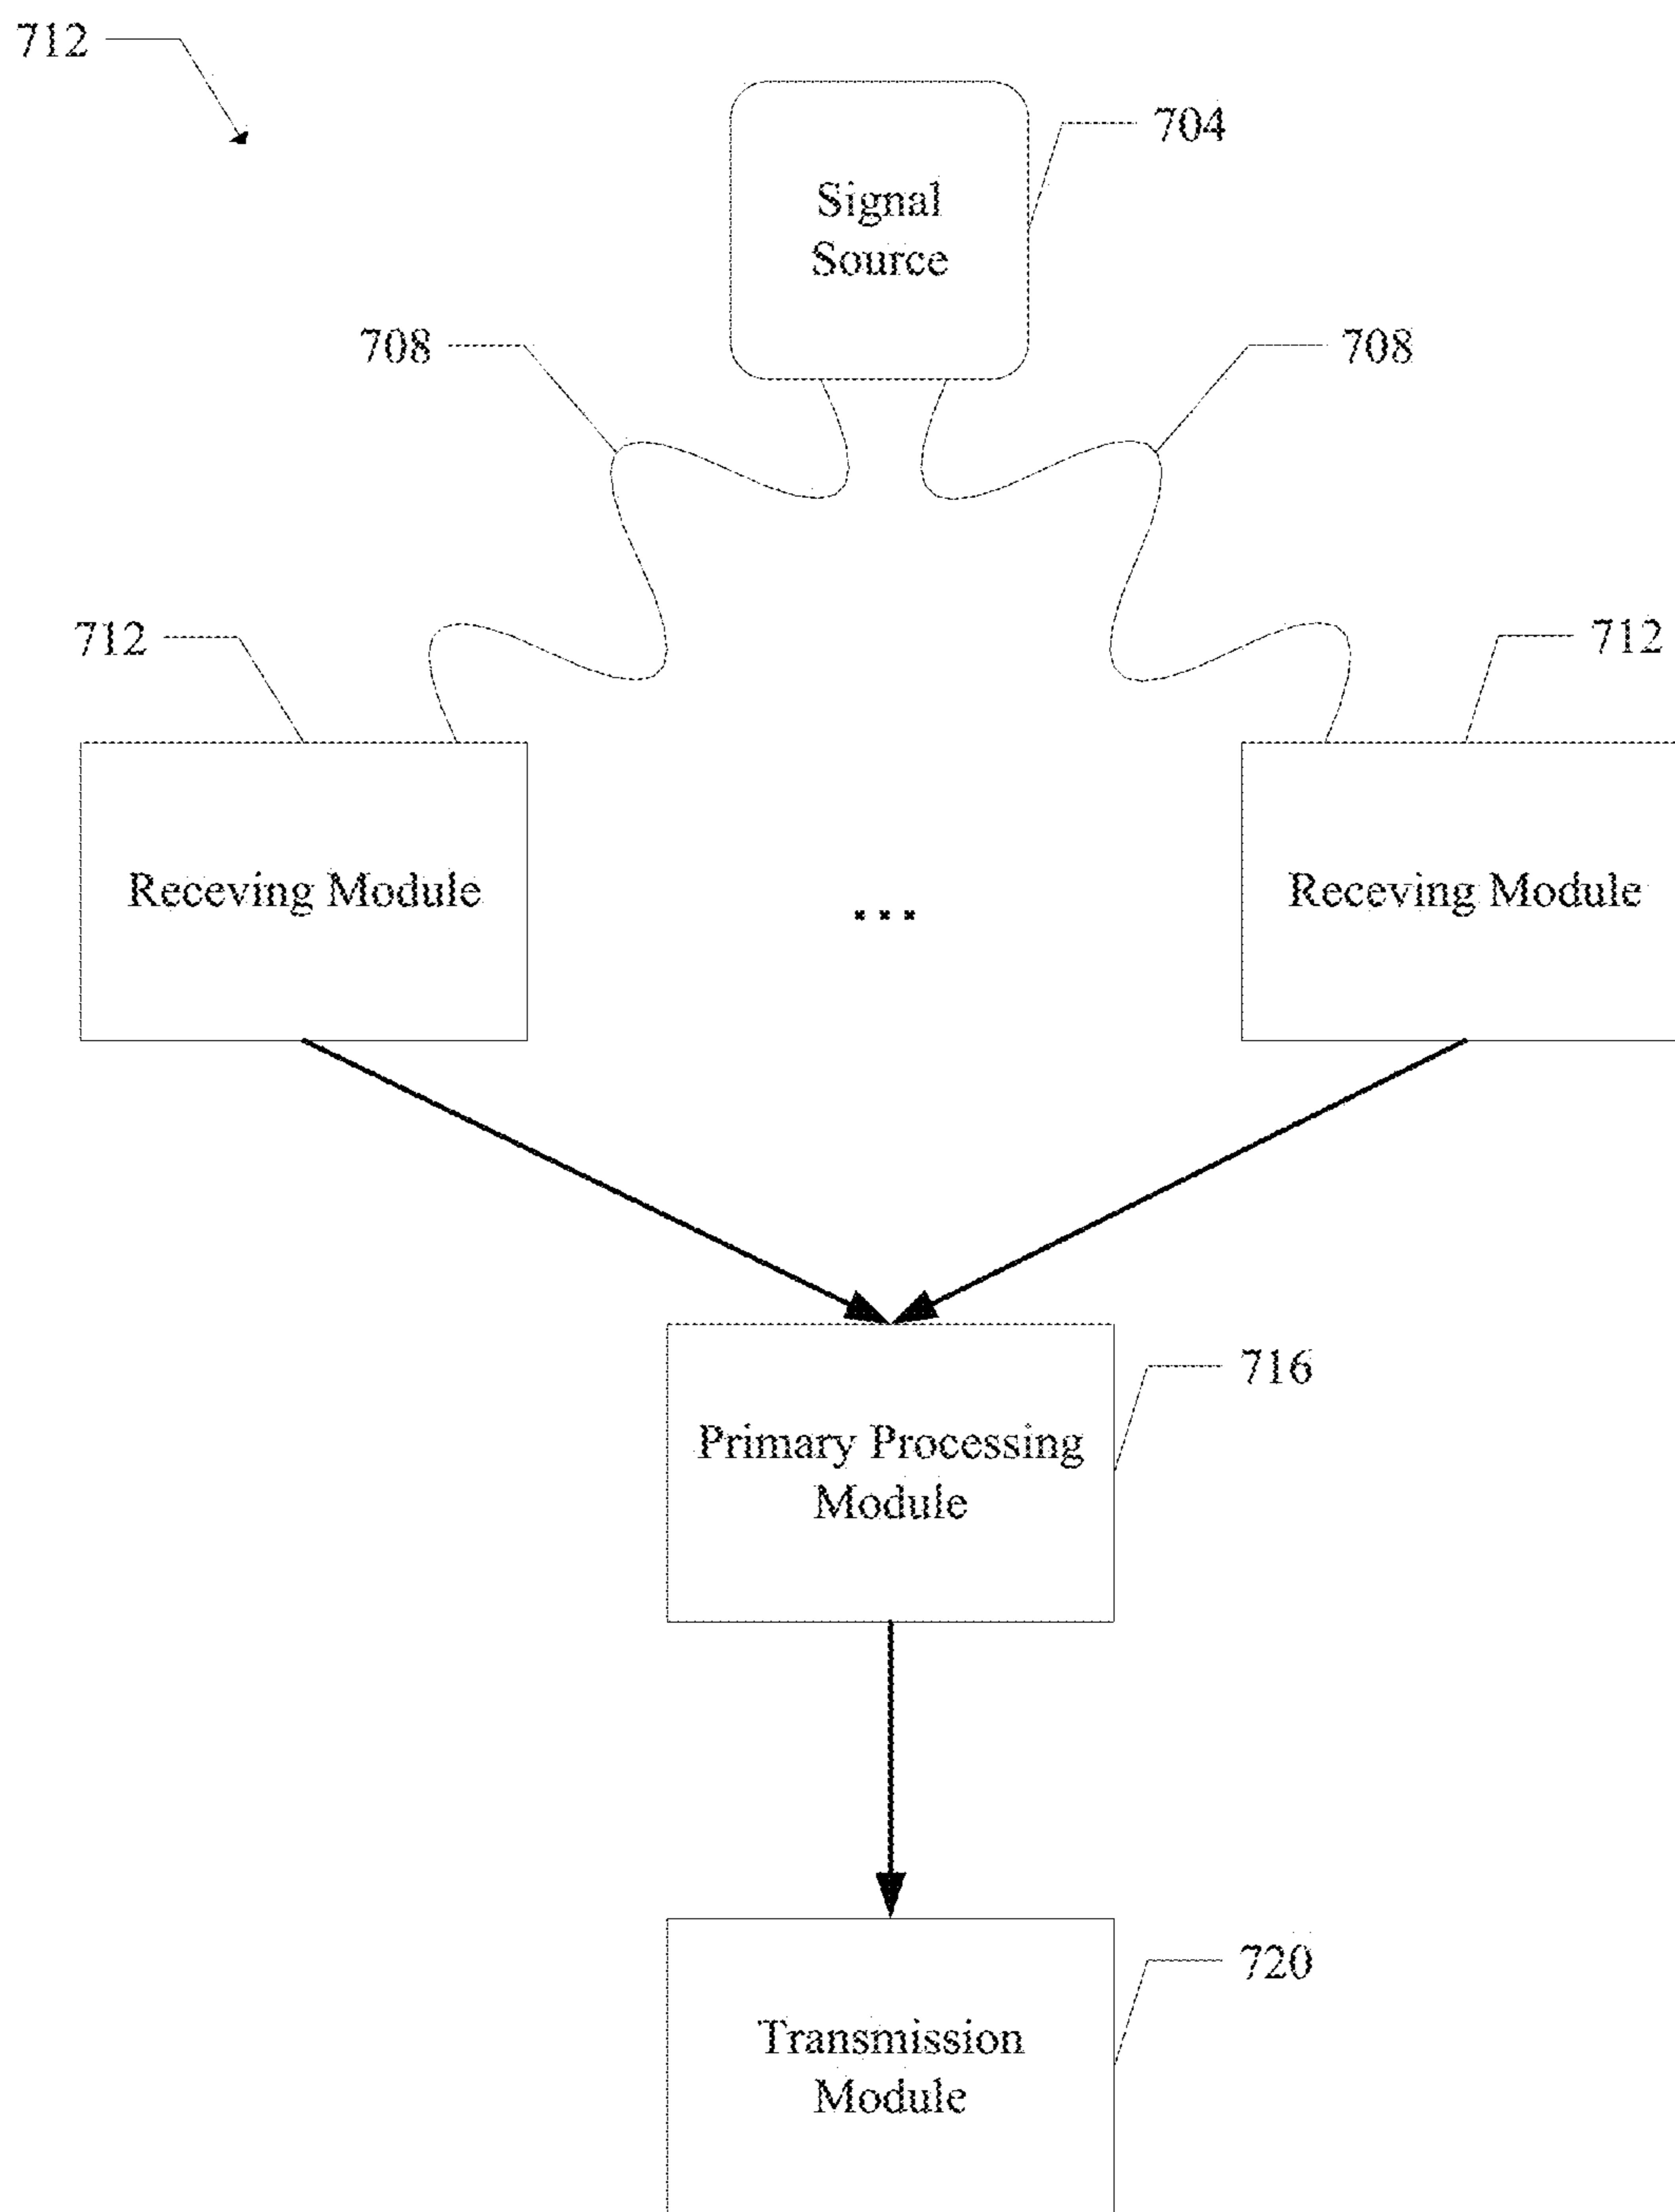 712
704
Signal
Source
708
708
712
712
Receving Module
...
Receving Module
716
Primary Processing
Module
720
Transmission
Module